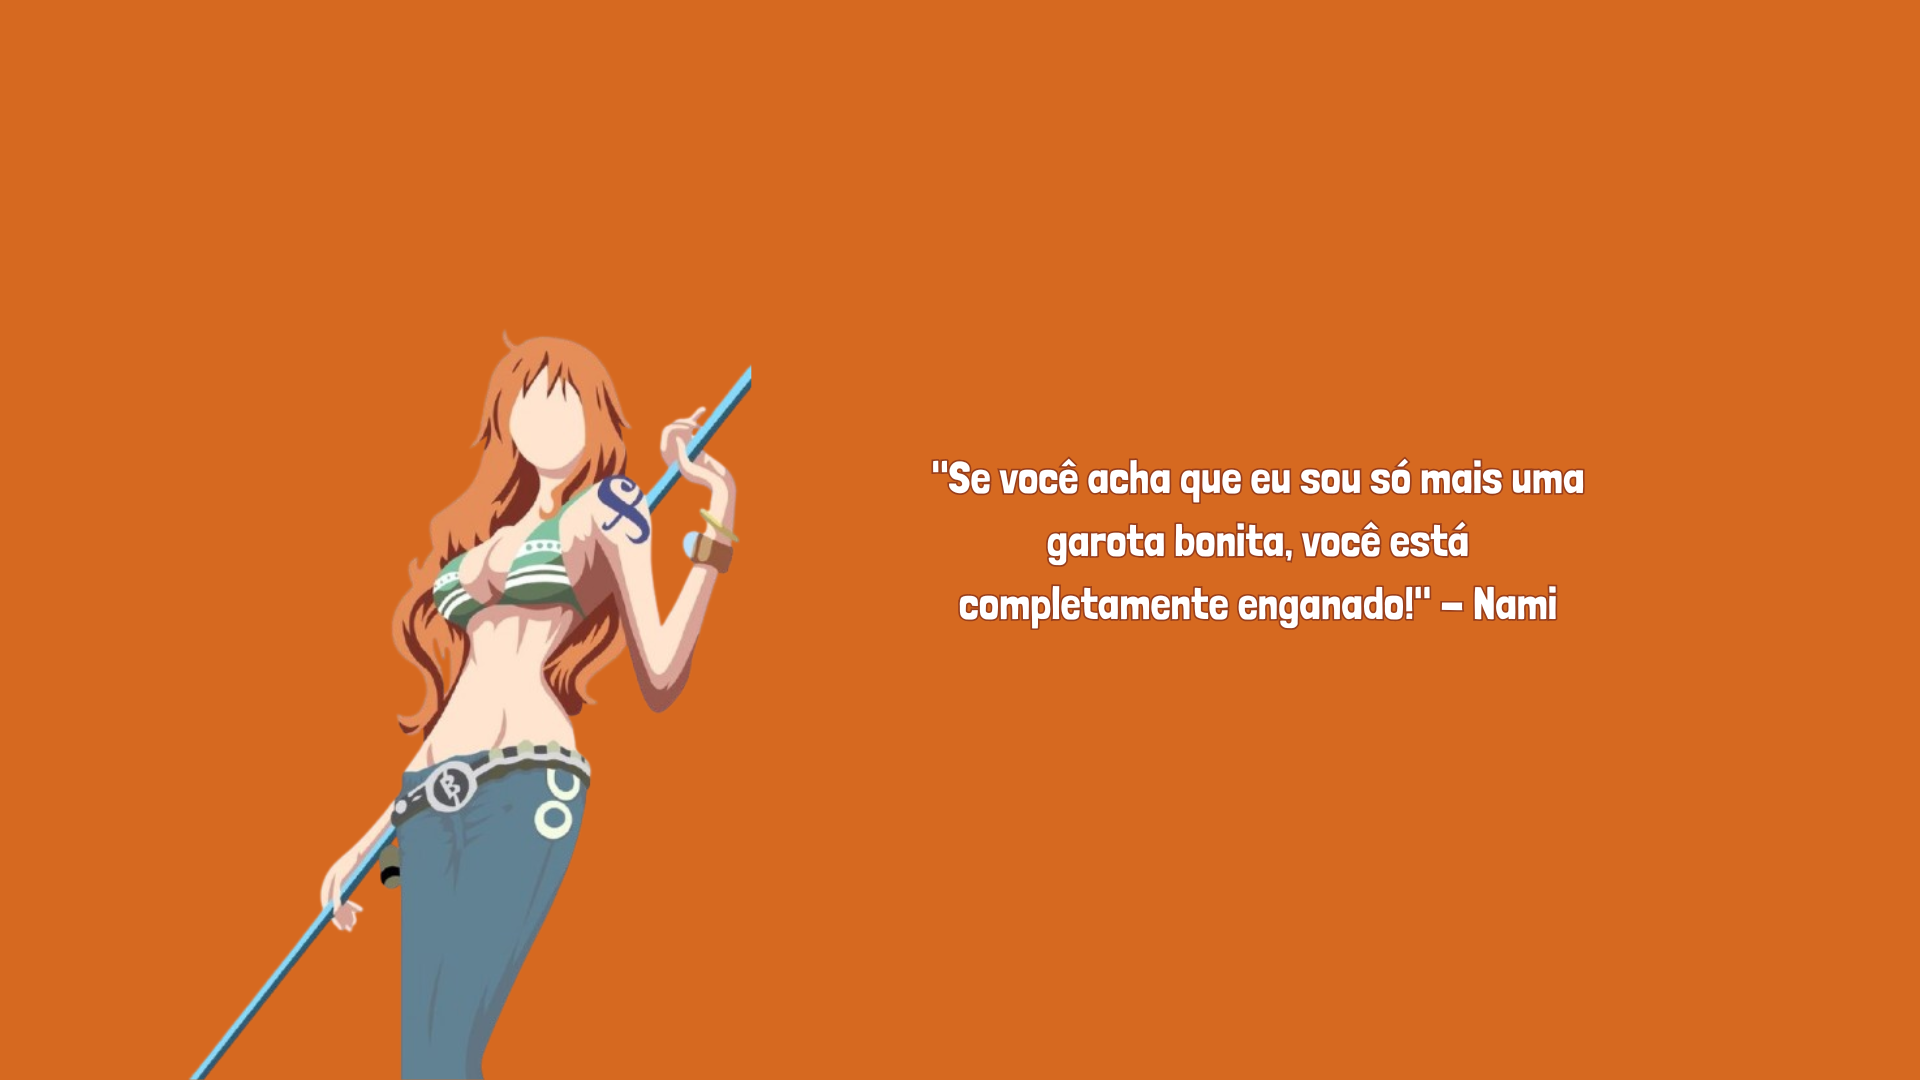 "Se você acha que eu sou só mais uma
garota bonita, você está
completamente enganado!" – Nami